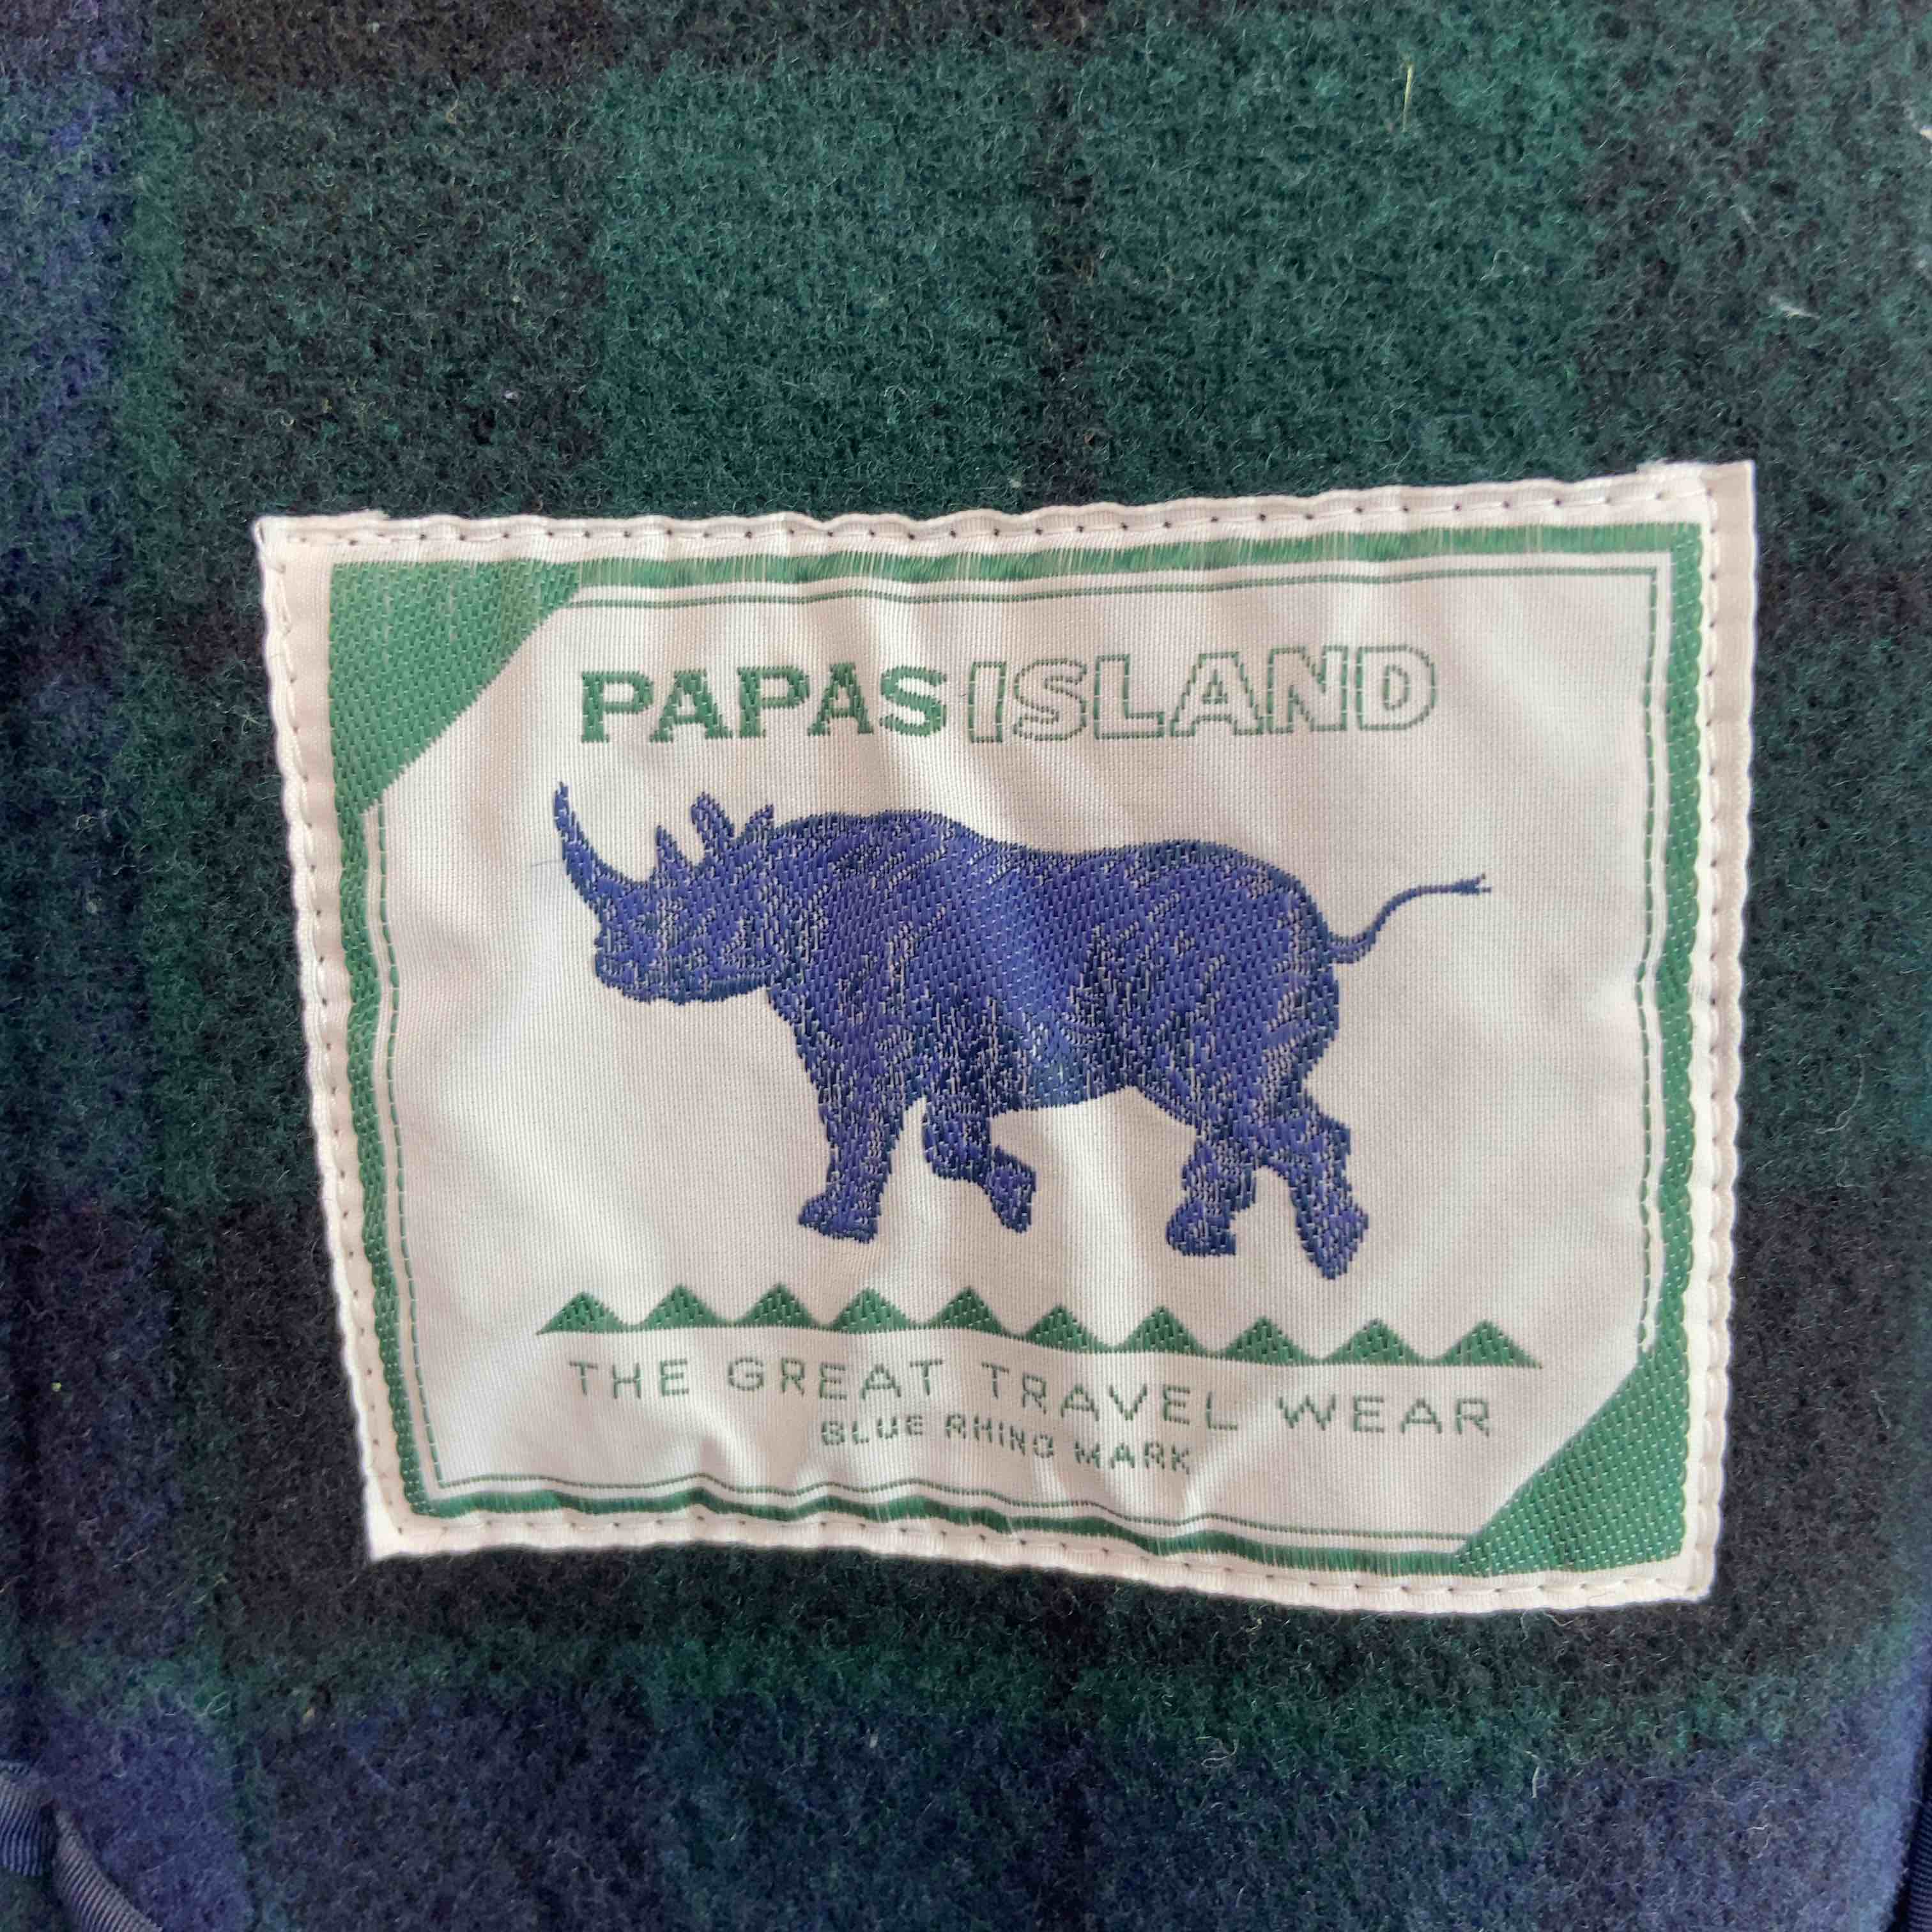 PAPAS ISLAND
THE GREAT TRAVEL WEAR
BLUE RHINO MARK